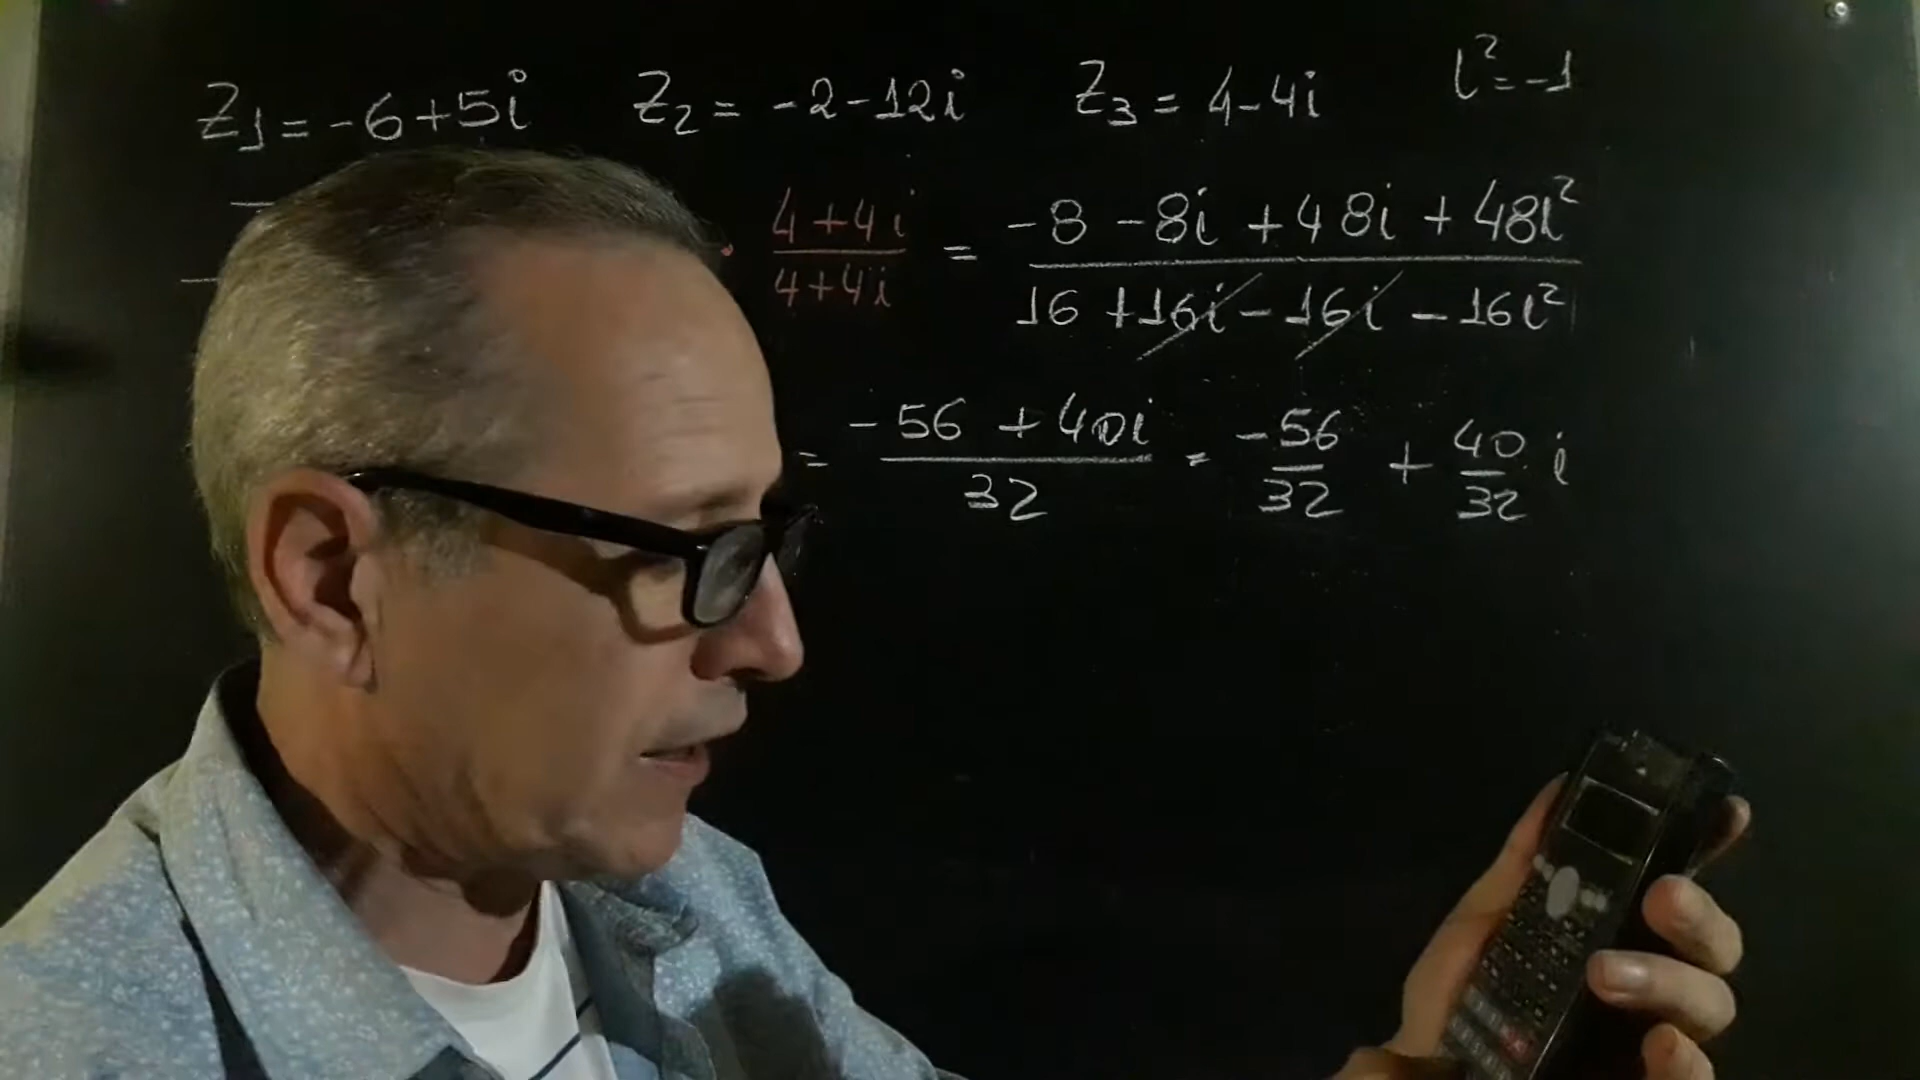 Z₁ = -6+5i Z₂ = -2-12i Z₃ = 4-4i i² = -1
· 4+4i / 4+4i = -8 -8i +48i +48i² / 16 +16i -16i -16i²
= -56 +40i / 32 = -56/32 + 40/32 i